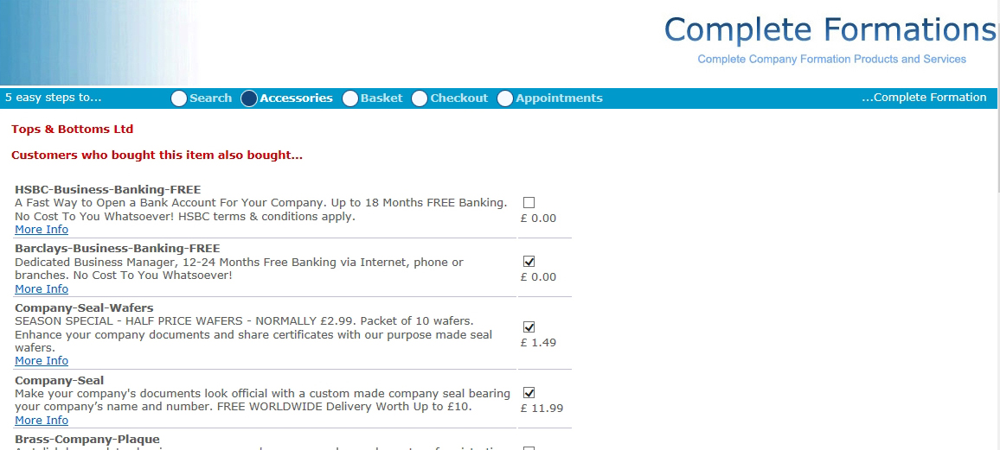 Complete Formations
Complete Company Formation Products and Services
5 easy steps to... Search Accessories Basket Checkout Appointments ...Complete Formation
Tops & Bottoms Ltd
Customers who bought this item also bought...
HSBC-Business-Banking-FREE
A Fast Way to Open a Bank Account For Your Company. Up to 18 Months FREE Banking.
No Cost To You Whatsoever! HSBC terms & conditions apply.
£ 0.00
More Info
Barclays-Business-Banking-FREE
Dedicated Business Manager, 12-24 Months Free Banking via Internet, phone or
branches. No Cost To You Whatsoever!
£ 0.00
More Info
Company-Seal-Wafers
SEASON SPECIAL - HALF PRICE WAFERS - NORMALLY £2.99. Packet of 10 wafers.
Enhance your company documents and share certificates with our purpose made seal
wafers.
£ 1.49
More Info
Company-Seal
Make your company's documents look official with a custom made company seal bearing
your company’s name and number. FREE WORLDWIDE Delivery Worth Up to £10.
£ 11.99
More Info
Brass-Company-Plaque